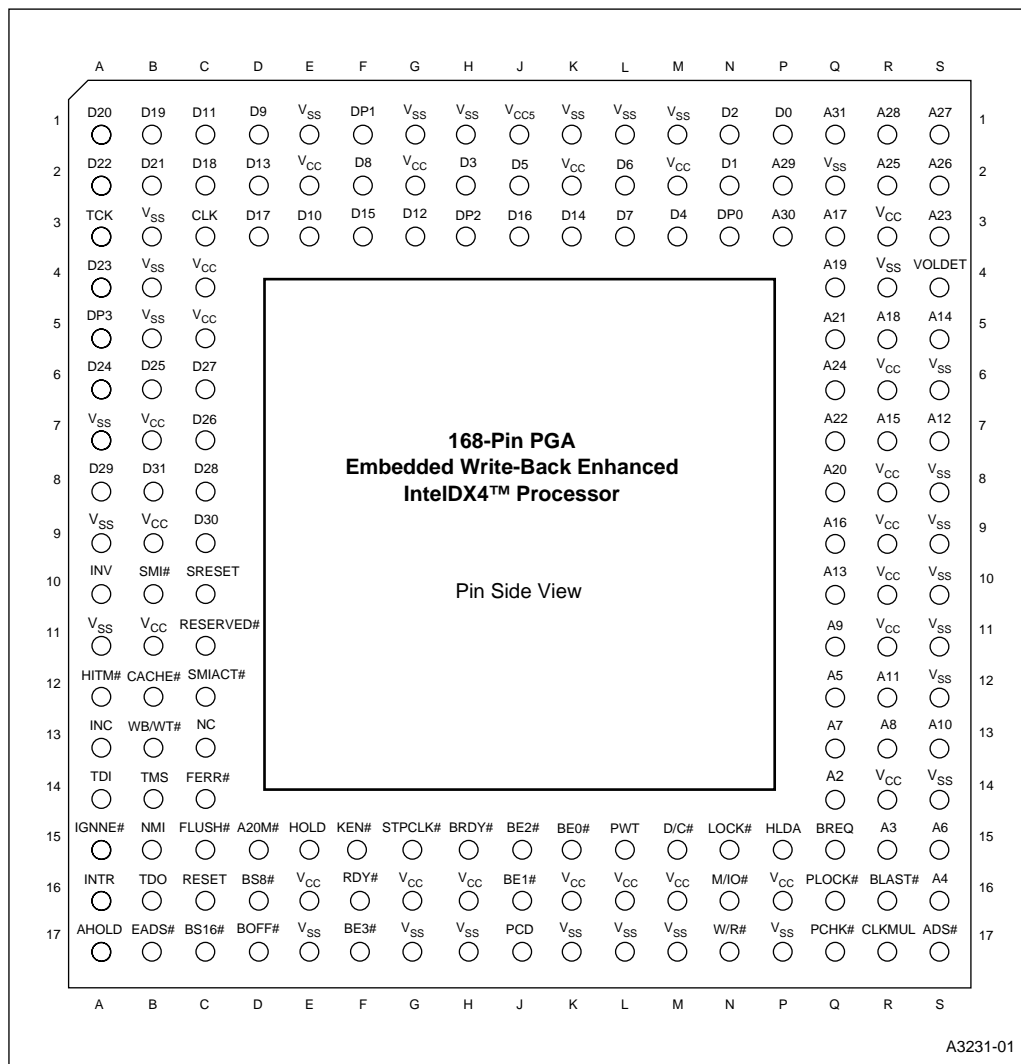 A B C D E F G H J K L M N P Q R S
D20 D19 D11 D9 VSS DP1 VSS VSS VCC5 VSS VSS VSS D2 D0 A31 A28 A27
1 1
D22 D21 D18 D13 VCC D8 VCC D3 D5 VCC D6 VCC D1 A29 VSS A25 A26
2 2
TCK VSS CLK D17 D10 D15 D12 DP2 D16 D14 D7 D4 DP0 A30 A17 VCC A23
3 3
D23 VSS VCC A19 VSS VOLDET
4 4
DP3 VSS VCC A21 A18 A14
5 5
D24 D25 D27 A24 VCC VSS
6 6
VSS VCC D26 A22 A15 A12
7 7
168-Pin PGA
Embedded Write-Back Enhanced
IntelDX4™ Processor
D29 D31 D28 A20 VCC VSS
8 8
VSS VCC D30 A16 VCC VSS
9 9
INV SMI# SRESET A13 VCC VSS
10 10
Pin Side View
VSS VCC RESERVED# A9 VCC VSS
11 11
HITM# CACHE# SMIACT# A5 A11 VSS
12 12
INC WB/WT# NC A7 A8 A10
13 13
TDI TMS FERR# A2 VCC VSS
14 14
IGNNE# NMI FLUSH# A20M# HOLD KEN# STPCLK# BRDY# BE2# BE0# PWT D/C# LOCK# HLDA BREQ A3 A6
15 15
INTR TDO RESET BS8# VCC RDY# VCC VCC BE1# VCC VCC VCC M/IO# VCC PLOCK# BLAST# A4
16 16
AHOLD EADS# BS16# BOFF# VSS BE3# VSS VSS PCD VSS VSS VSS W/R# VSS PCHK# CLKMUL ADS#
17 17
A B C D E F G H J K L M N P Q R S
A3231-01